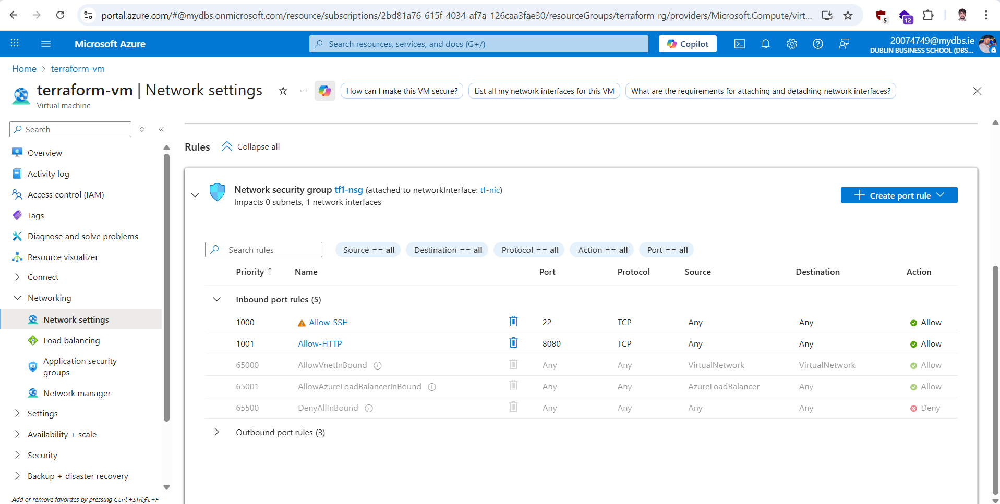 portal.azure.com/#@mydbs.onmicrosoft.com/resource/subscriptions/2bd81a76-615f-4034-af7a-126caa3fae30/resourceGroups/terraform-rg/providers/Microsoft.Compute/virt...
5
12
Microsoft Azure
Search resources, services, and docs (G+/)
Copilot
20074749@mydbs.ie
DUBLIN BUSINESS SCHOOL (DBS...
Home > terraform-vm
terraform-vm | Network settings
Virtual machine
How can I make this VM secure?
List all my network interfaces for this VM
What are the requirements for attaching and detaching network interfaces?
Search
Overview
Activity log
Access control (IAM)
Tags
Diagnose and solve problems
Resource visualizer
Connect
Networking
Network settings
Load balancing
Application security
groups
Network manager
Settings
Availability + scale
Security
Backup + disaster recovery
Add or remove favorites by pressing Ctrl+Shift+F
Rules Collapse all
Network security group tf1-nsg (attached to networkInterface: tf-nic)
Impacts 0 subnets, 1 network interfaces
Create port rule
Search rules
Source == all
Destination == all
Protocol == all
Action == all
Port == all
Priority ↑ Name Port Protocol Source Destination Action
Inbound port rules (5)
1000 Allow-SSH 22 TCP Any Any Allow
1001 Allow-HTTP 8080 TCP Any Any Allow
65000 AllowVnetInBound Any Any VirtualNetwork VirtualNetwork Allow
65001 AllowAzureLoadBalancerInBound Any Any AzureLoadBalancer Any Allow
65500 DenyAllInBound Any Any Any Any Deny
Outbound port rules (3)